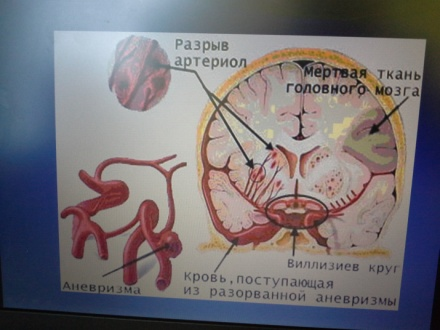 Разрыв
артериол
Мертвая ткань
головного мозга
Виллизиев круг
Аневризма
Кровь,поступающая
из разорванной аневризмы